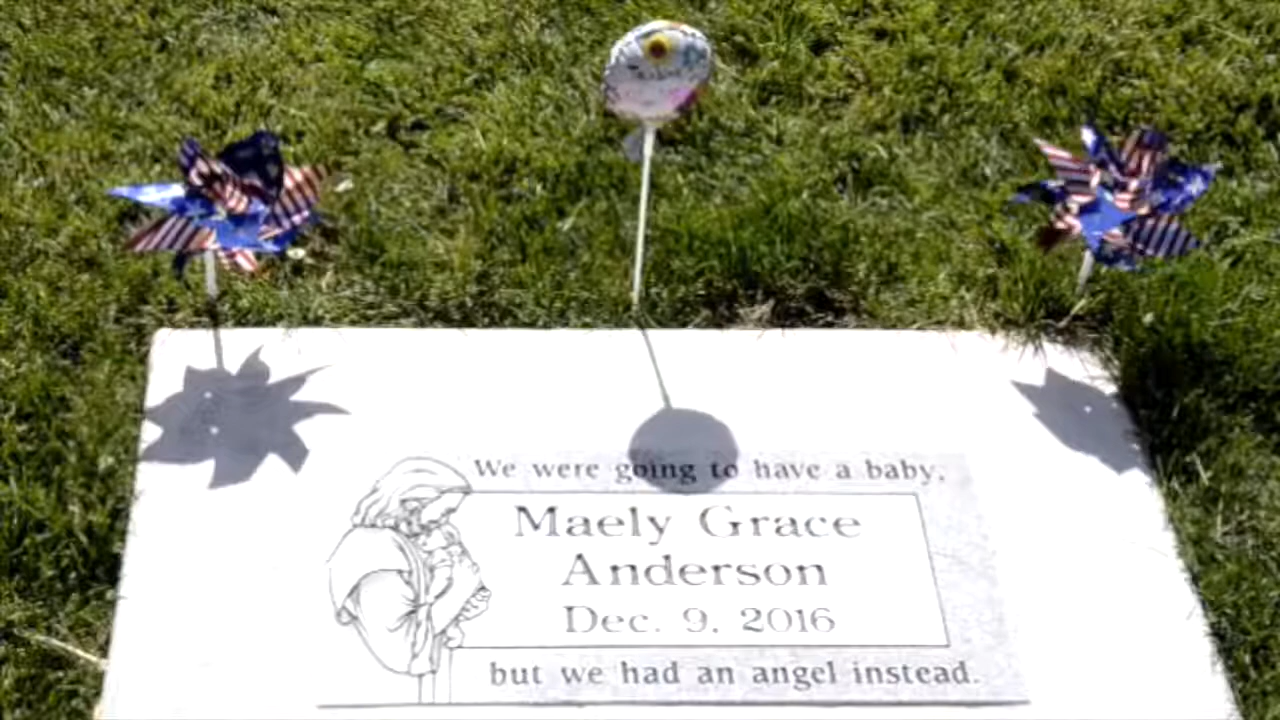 We were going to have a baby,
Maely Grace
Anderson
Dec. 9, 2016
but we had an angel instead.